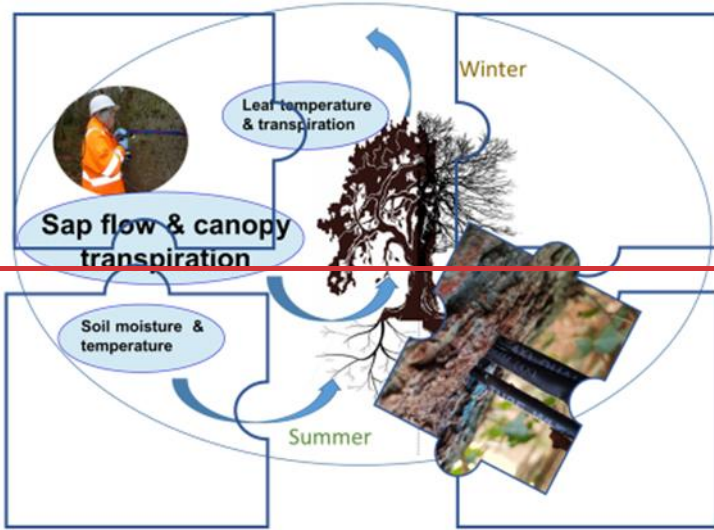 Winter
Leaf temperature
& transpiration
Sap flow & canopy
transpiration
Soil moisture &
temperature
Summer